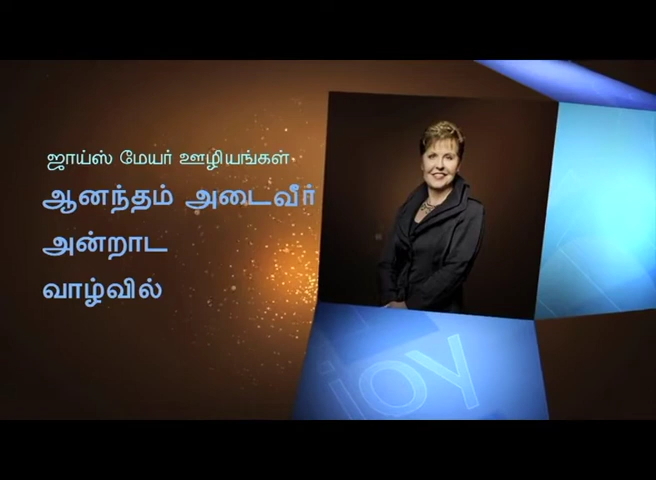 ஜாய்ஸ் மேயர் ஊழியங்கள்
ஆனந்தம் அடைவீர்
அன்றாட
வாழ்வில்
joy